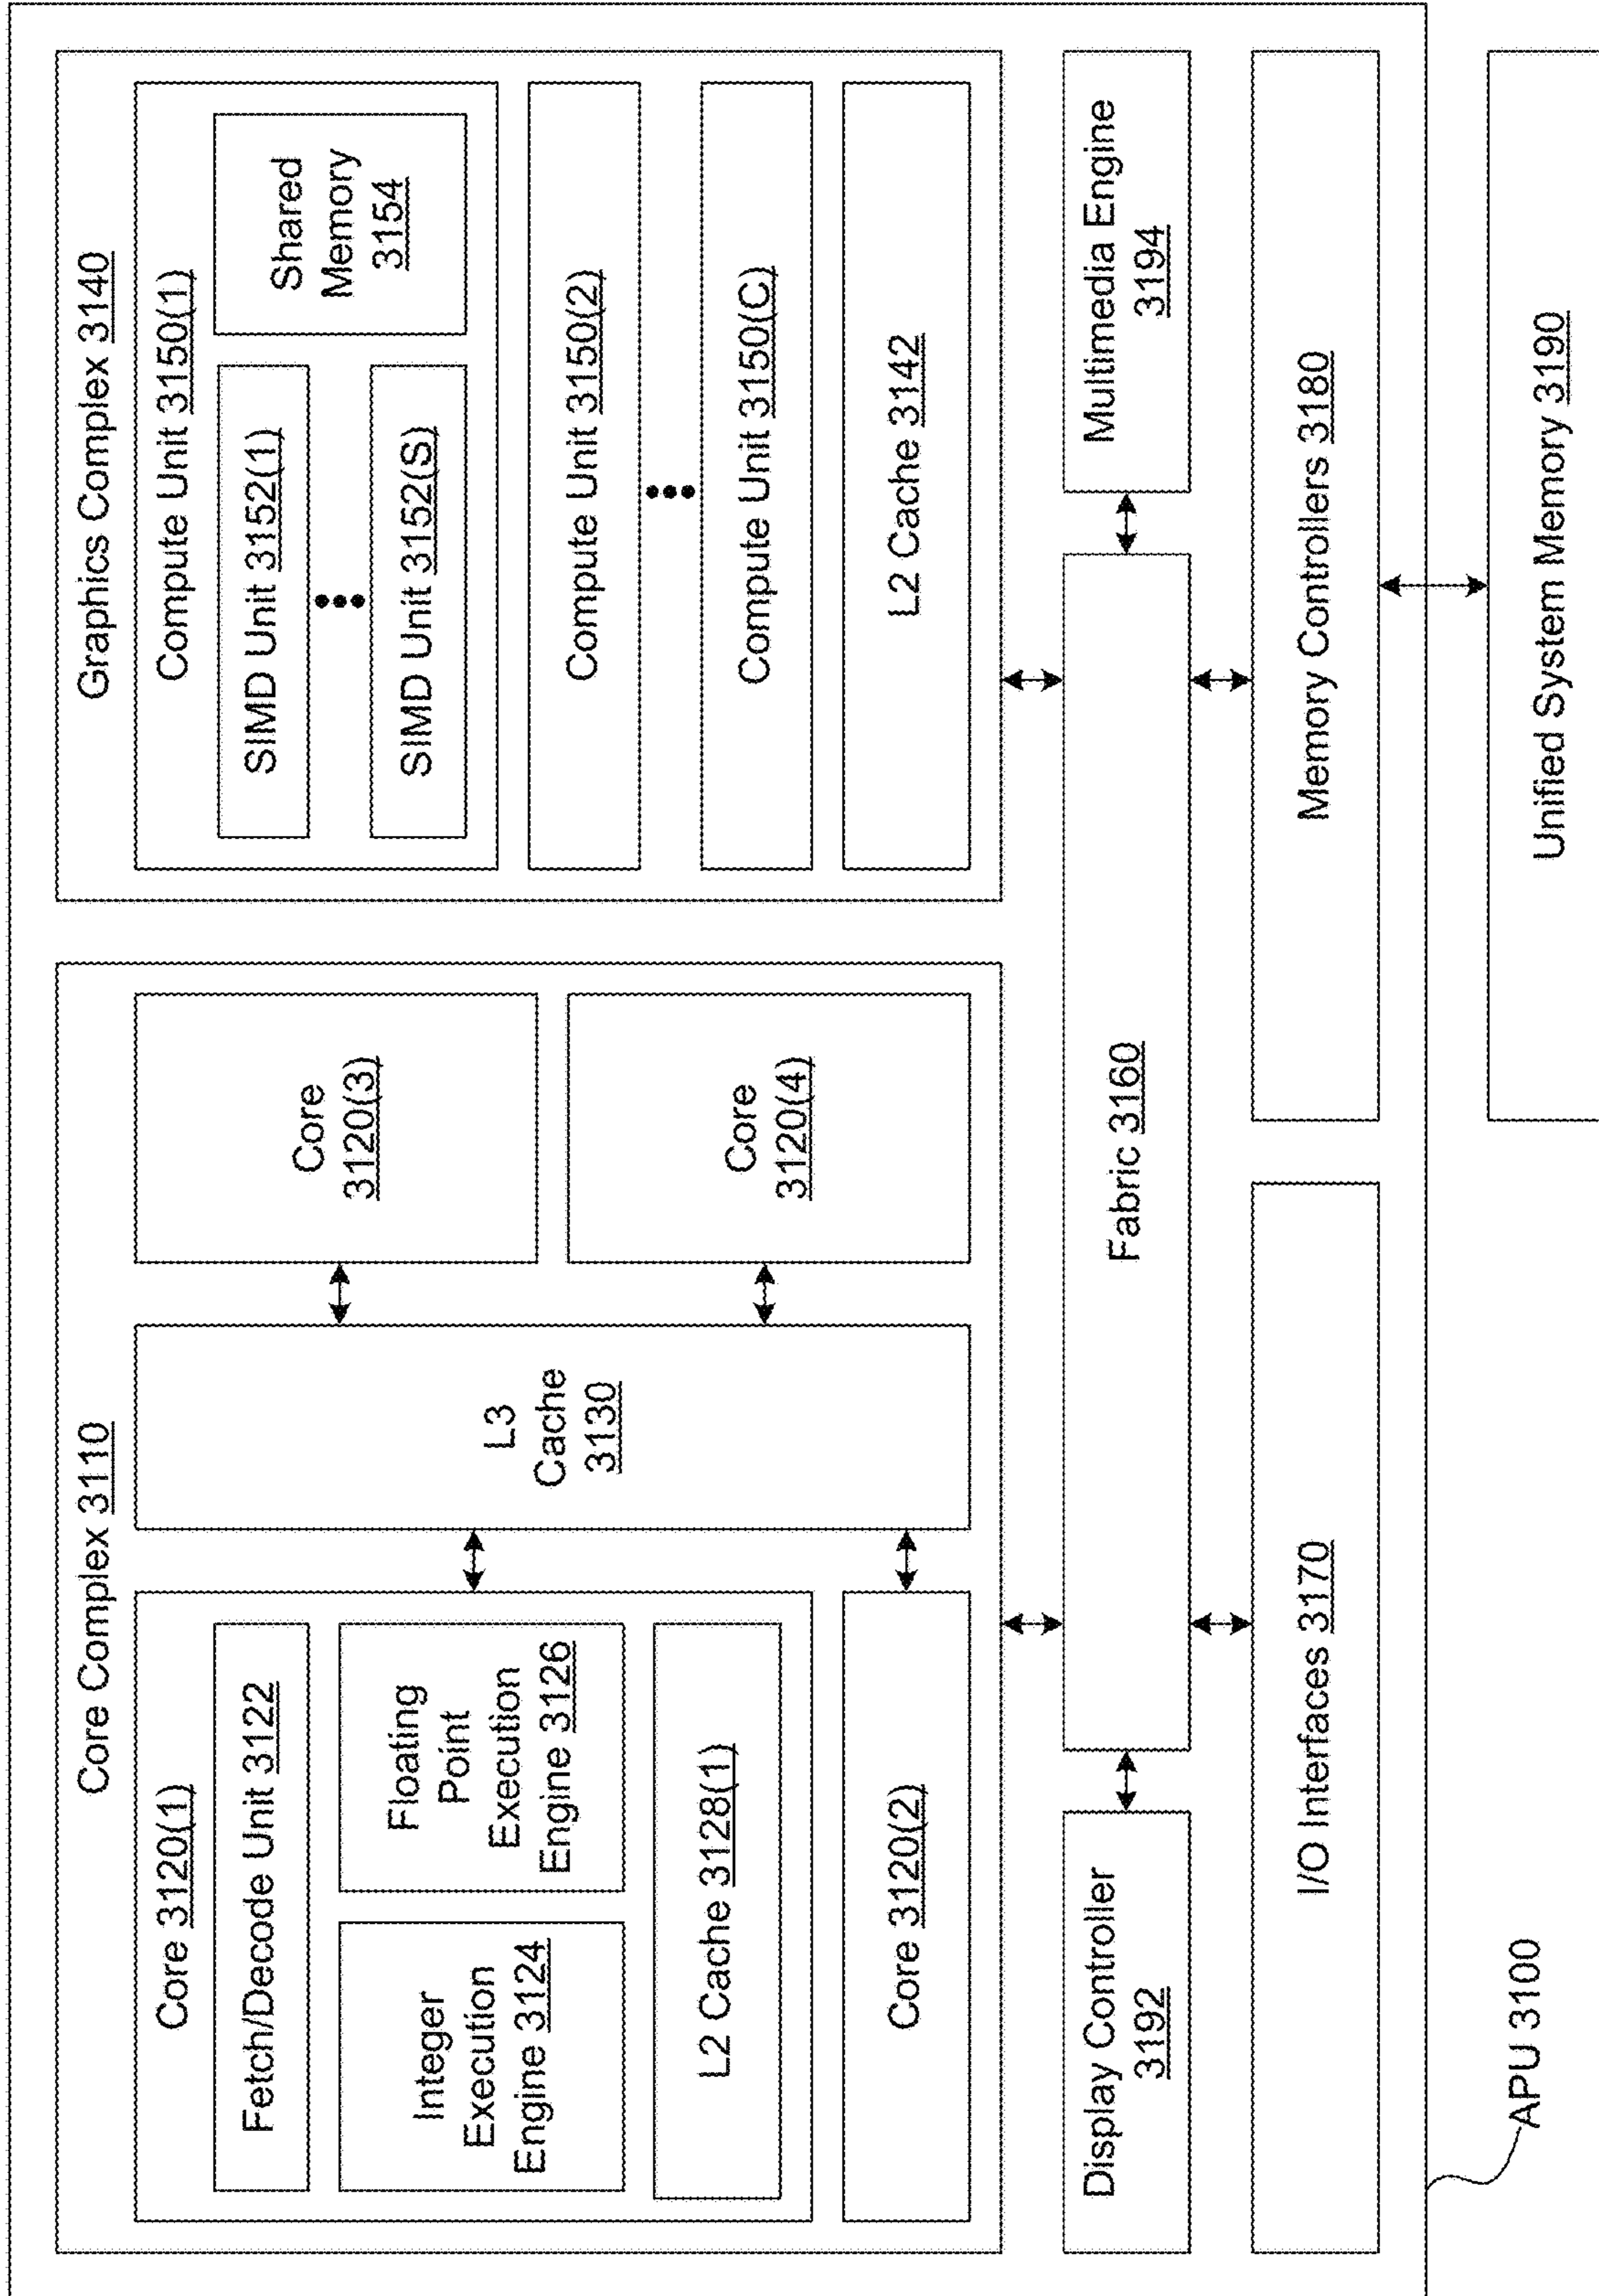 Core Complex 3110
Core 3120(1)
Fetch/Decode Unit 3122
Integer
Execution
Engine 3124
Floating
Point
Execution
Engine 3126
L2 Cache 3128(1)
Core 3120(2)
L3
Cache
3130
Core
3120(3)
Core
3120(4)
Graphics Complex 3140
Compute Unit 3150(1)
SIMD Unit 3152(1)
SIMD Unit 3152(S)
Shared
Memory
3154
Compute Unit 3150(2)
Compute Unit 3150(C)
L2 Cache 3142
Display Controller
3192
Fabric 3160
Multimedia Engine
3194
I/O Interfaces 3170
Memory Controllers 3180
APU 3100
Unified System Memory 3190